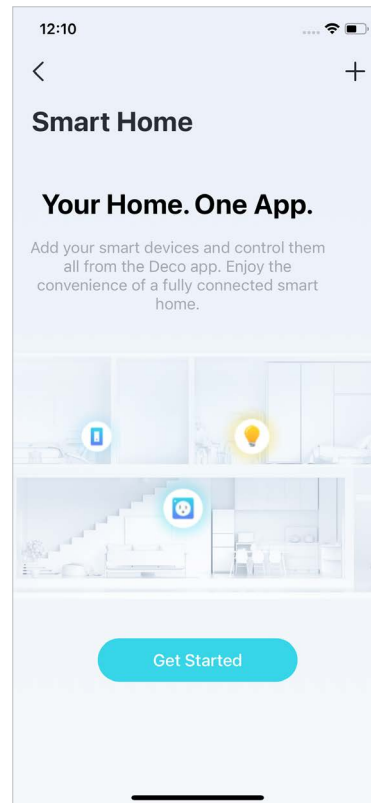 12:10
Smart Home
Your Home. One App.
Add your smart devices and control them
all from the Deco app. Enjoy the
convenience of a fully connected smart
home.
Get Started